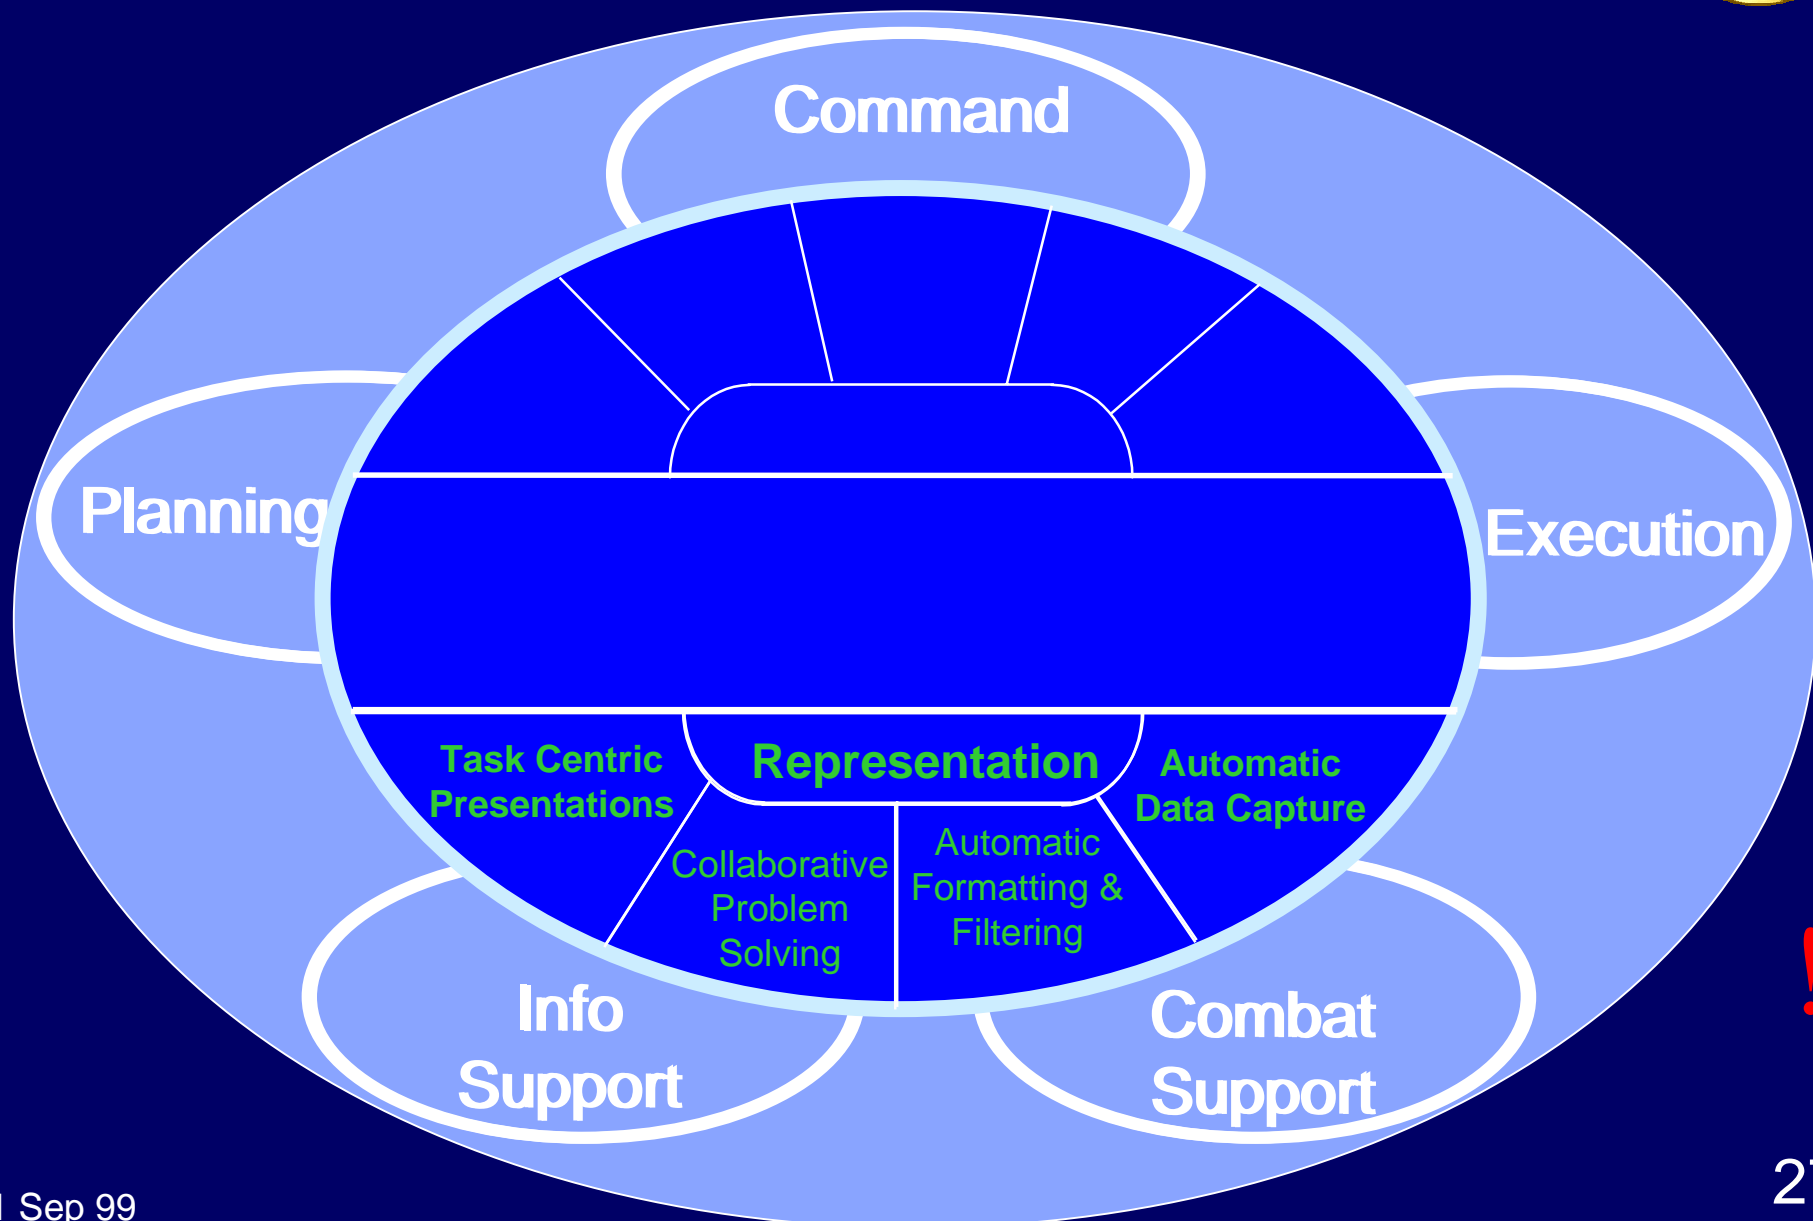 Command
Planning
Execution
Task Centric
Presentations
Representation
Automatic
Data Capture
Collaborative
Problem
Solving
Automatic
Formatting &
Filtering
Info
Support
Combat
Support
!
Sep 99